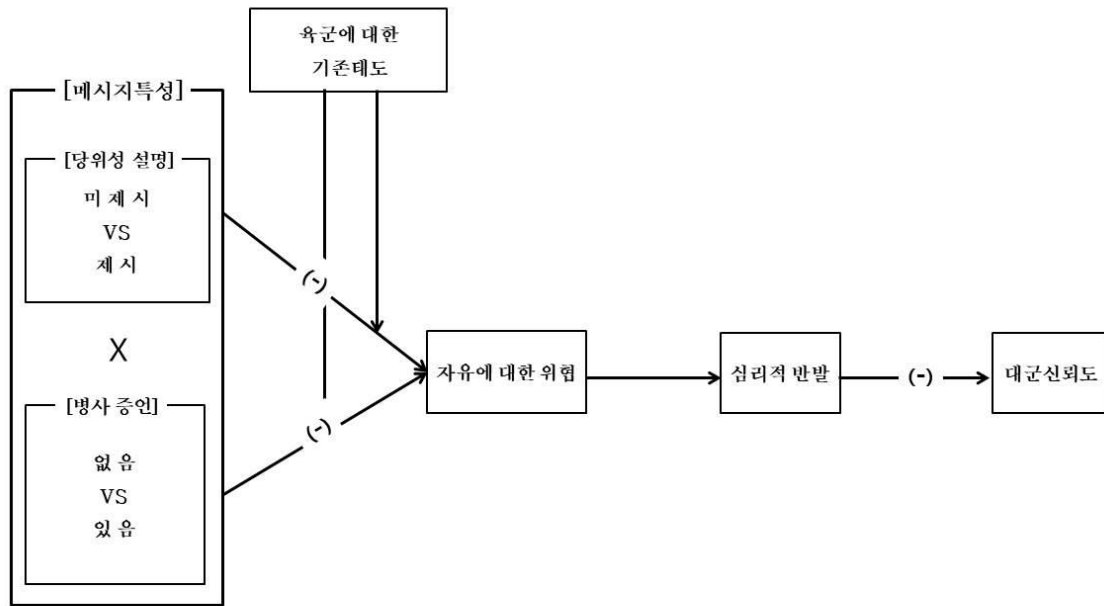 육군에 대한
기존태도
[메시지특성]
[당위성 설명]
미 제 시
VS
제 시
X
[병사 증언]
없 음
VS
있 음
(-)
(-)
자유에 대한 위협
심리적 반발
(-)
대군신뢰도